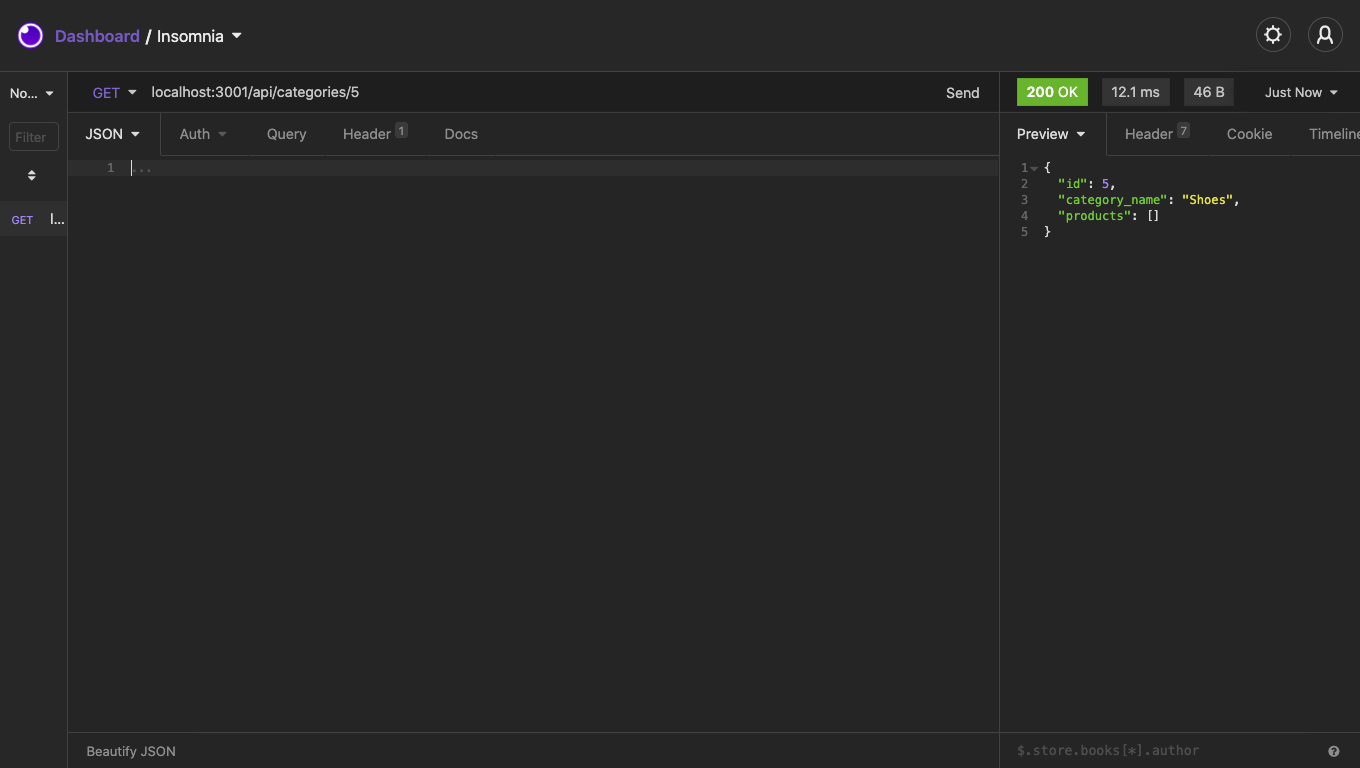 Dashboard / Insomnia
No...
GET localhost:3001/api/categories/5 Send
200 OK 12.1 ms 46 B Just Now
Filter
JSON Auth Query Header 1 Docs
Preview Header 7 Cookie Timeline
GET l...
1 ...
1 {
2 "id": 5,
3 "category_name": "Shoes",
4 "products": []
5 }
Beautify JSON
$.store.books[*].author